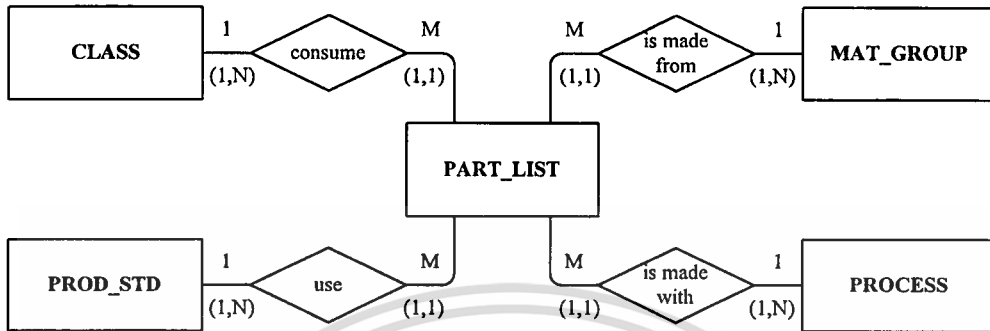 1 M M 1
CLASS consume is made from MAT_GROUP
(1,N) (1,1) (1,1) (1,N)
PART_LIST
1 M M 1
PROD_STD use is made with PROCESS
(1,N) (1,1) (1,1) (1,N)